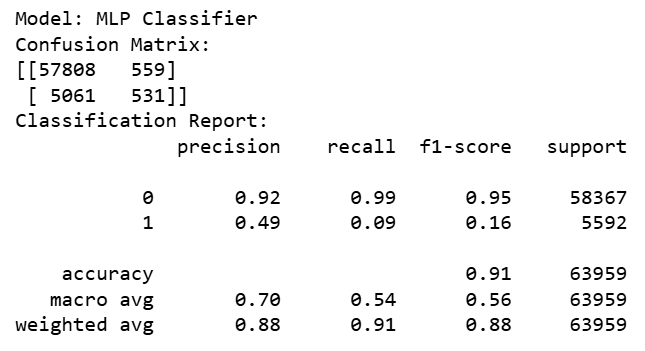 Model: MLP Classifier
Confusion Matrix:
[[57808   559]
 [ 5061   531]]
Classification Report:
              precision    recall  f1-score   support

           0       0.92      0.99      0.95     58367
           1       0.49      0.09      0.16      5592

    accuracy                           0.91     63959
   macro avg       0.70      0.54      0.56     63959
weighted avg       0.88      0.91      0.88     63959